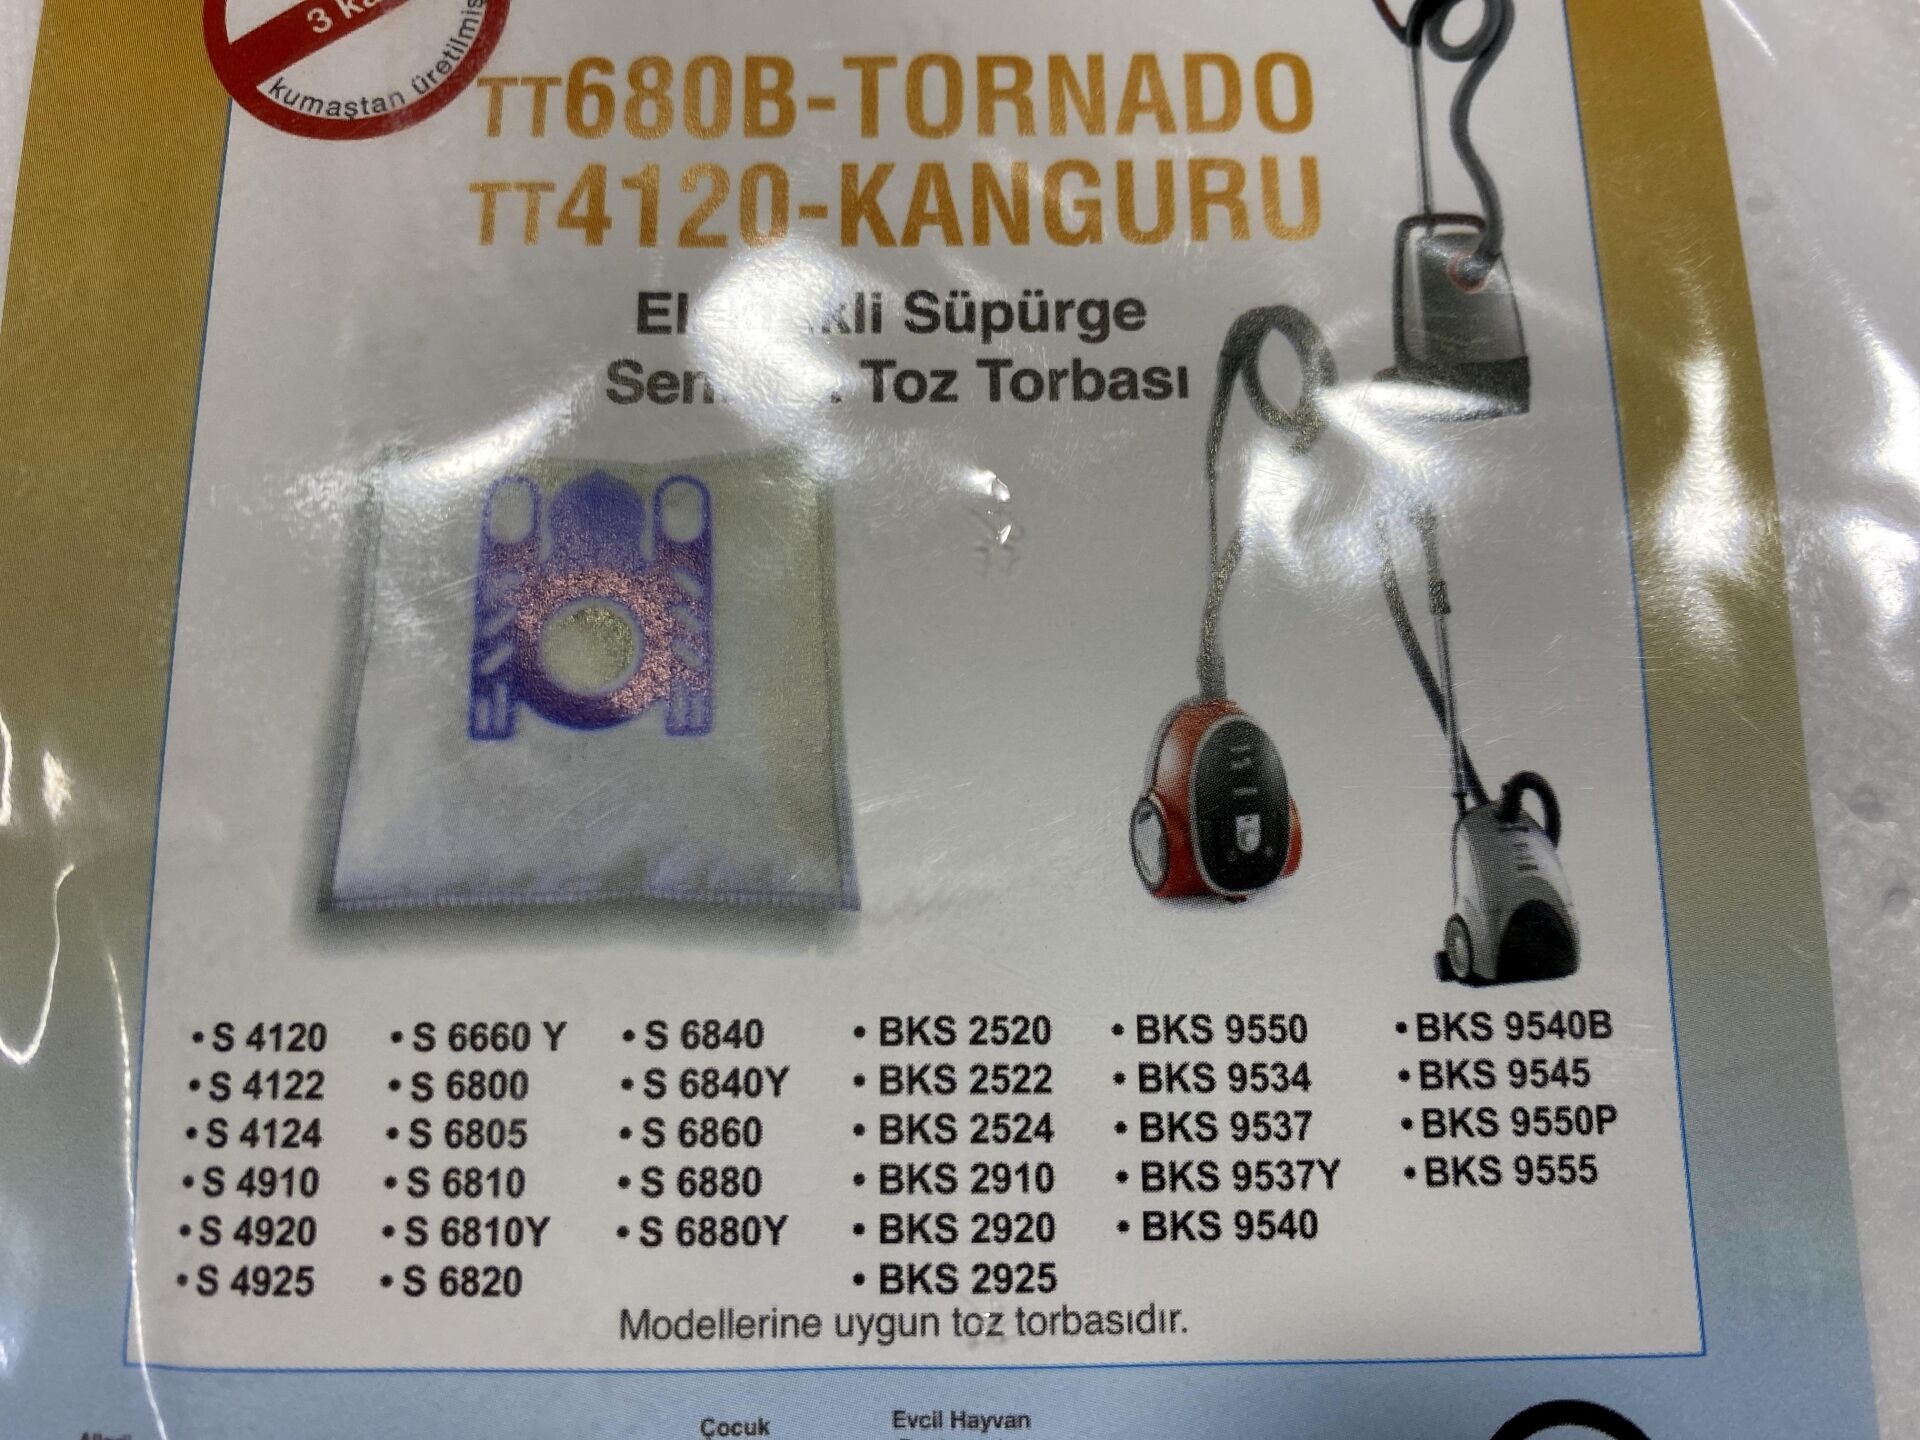 kumaştan üretilmiş
TT680B-TORNADO
TT4120-KANGURU
Süpürge
Toz Torbası
• S 4120 • S 6660 Y • S 6840 • BKS 2520 • BKS 9550 • BKS 9540B
• S 4122 • S 6800 • S 6840Y • BKS 2522 • BKS 9534 • BKS 9545
• S 4124 • S 6805 • S 6860 • BKS 2524 • BKS 9537 • BKS 9550P
• S 4910 • S 6810 • S 6880 • BKS 2910 • BKS 9537Y • BKS 9555
• S 4920 • S 6810Y • S 6880Y • BKS 2920 • BKS 9540
• S 4925 • S 6820 • BKS 2925
Modellerine uygun toz torbasıdır.
Çocuk Evcil Hayvan